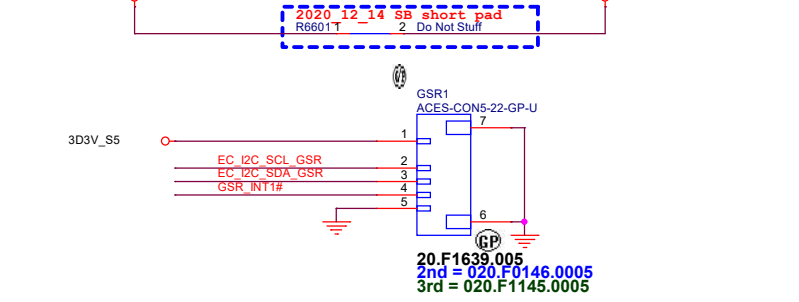 2020_12_14 SB short pad
R6601 1 2 Do Not Stuff
GSR1
ACES-CON5-22-GP-U
7
3D3V_S5
1
EC_I2C_SCL_GSR 2
EC_I2C_SDA_GSR 3
GSR_INT1# 4
5
6
GP
20.F1639.005
2nd = 020.F0146.0005
3rd = 020.F1145.0005